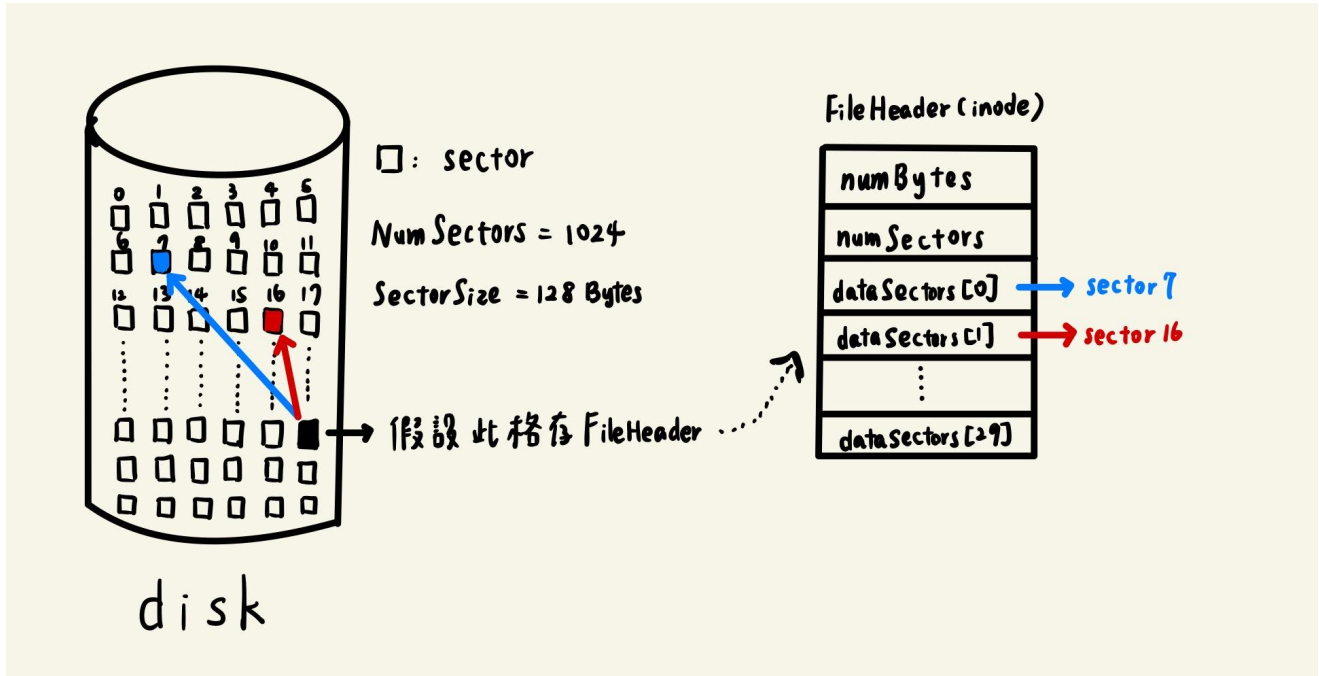 0 1 2 3 4 5
6 7 8 9 10 11
12 13 14 15 16 17
disk
□: sector
NumSectors = 1024
SectorSize = 128 Bytes
假設此格存FileHeader
FileHeader (inode)
numBytes
numSectors
dataSectors [0]
sector 7
dataSectors [1]
sector 16
dataSectors [29]